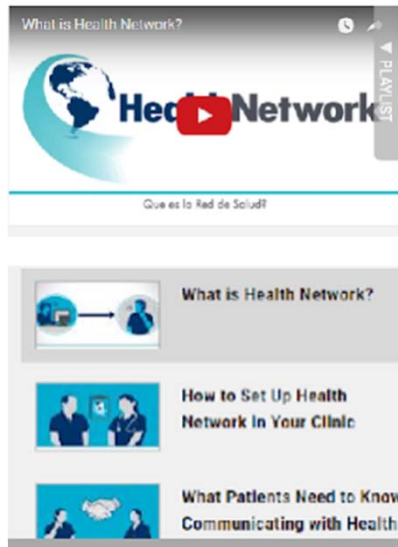 What is Health Network?
PLAYLIST
Health Network
Que es la Red de Salud?
What is Health Network?
How to Set Up Health
Network in Your Clinic
What Patients Need to Know
Communicating with Health